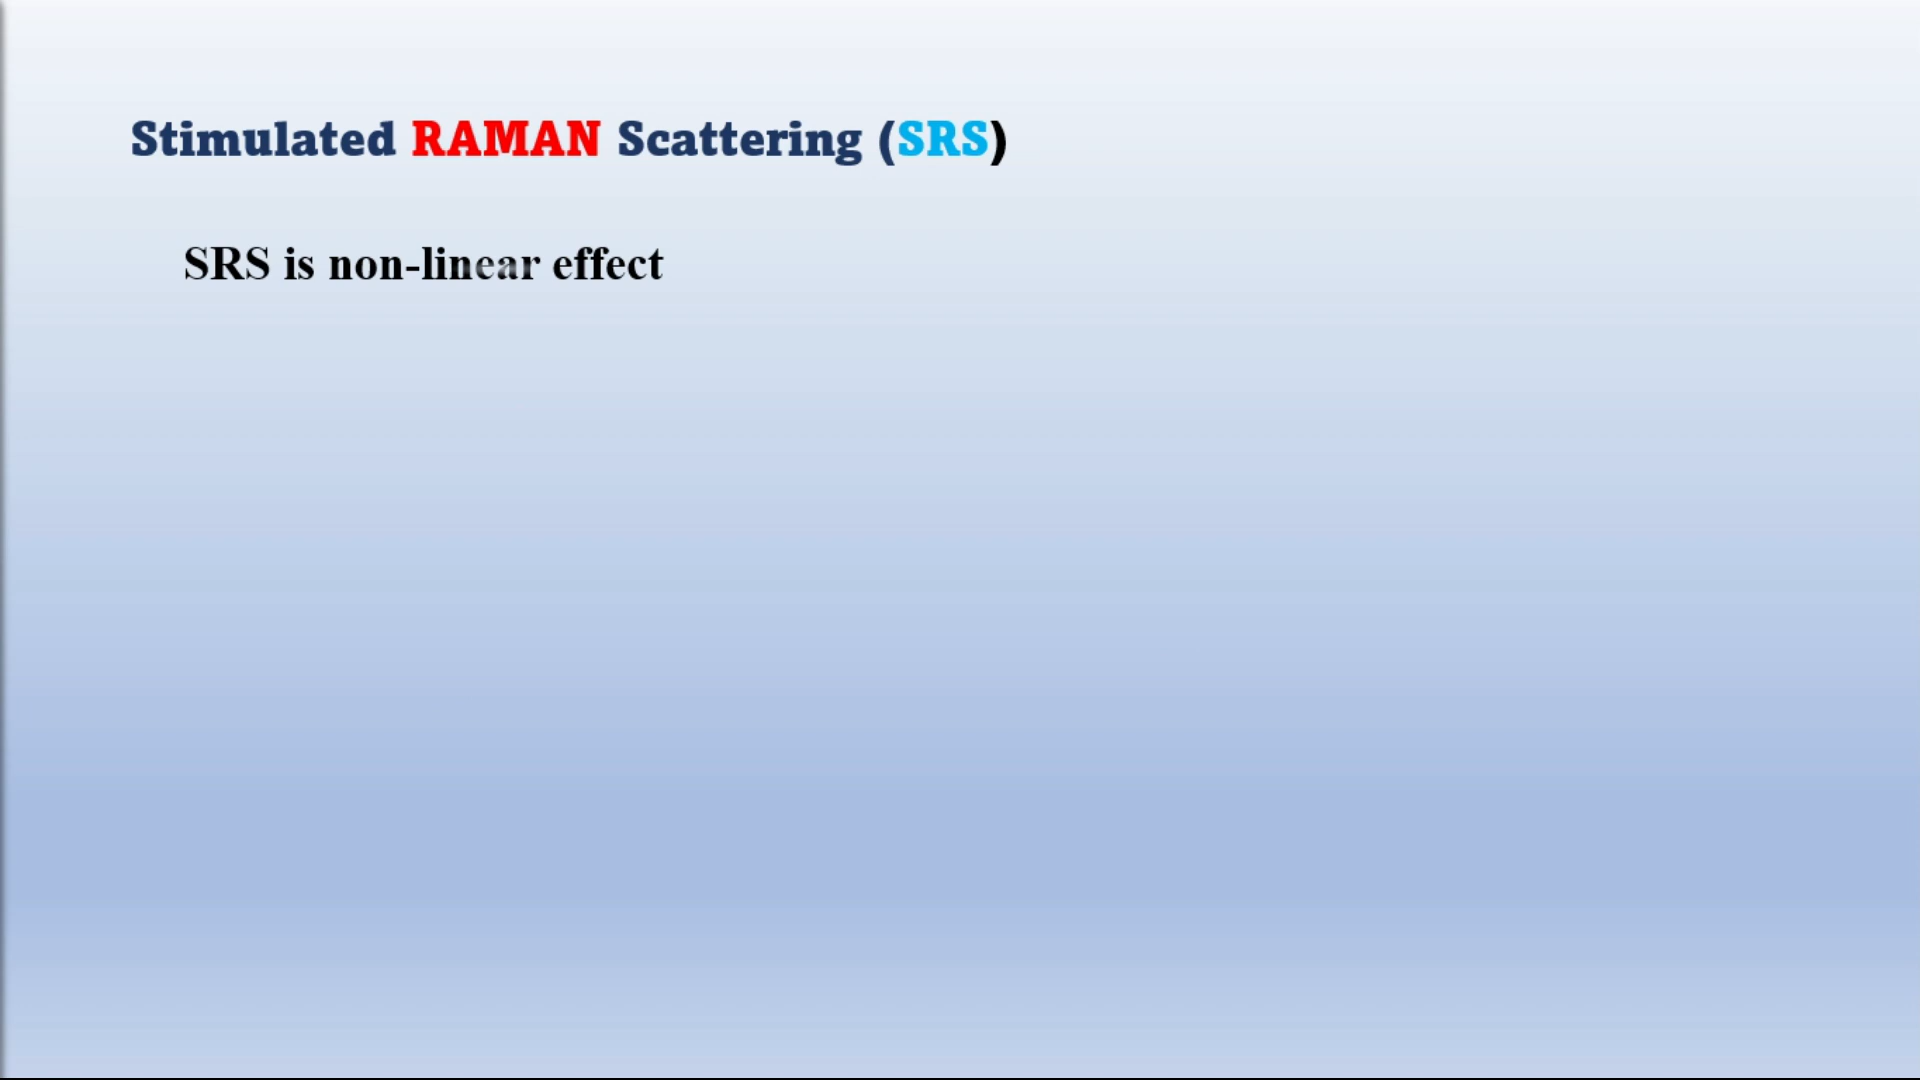 Stimulated RAMAN Scattering (SRS)
SRS is non-linear effect